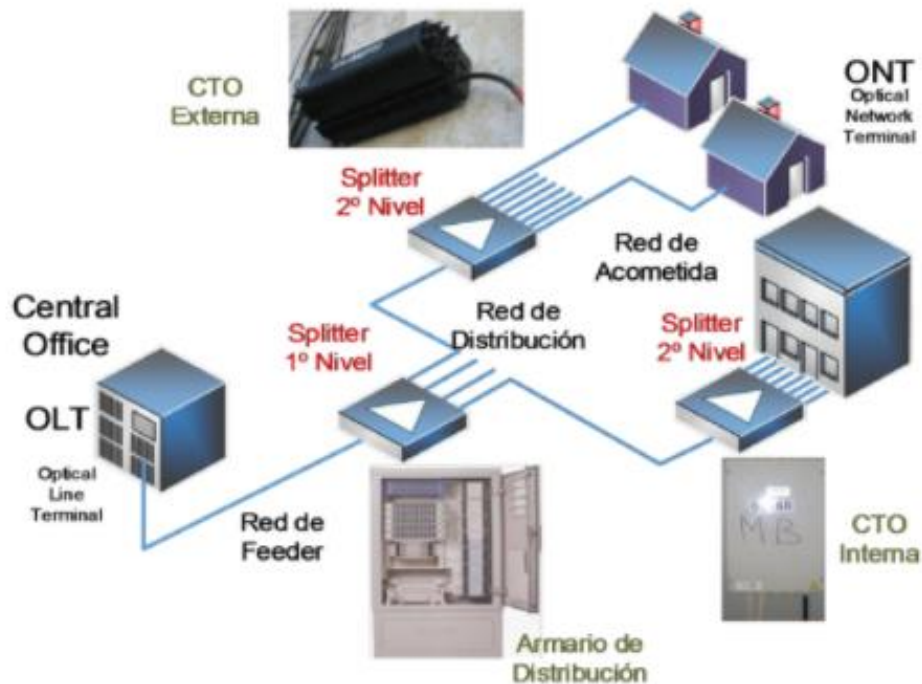 CTO
Externa
ONT
Optical
Network
Terminal
Splitter
2º Nivel
Red de
Acometida
Central
Office
Red de
Distribución
Splitter
1º Nivel
Splitter
2º Nivel
OLT
Optical
Line
Terminal
Red de
Feeder
MB
CTO
Interna
Armario de
Distribución